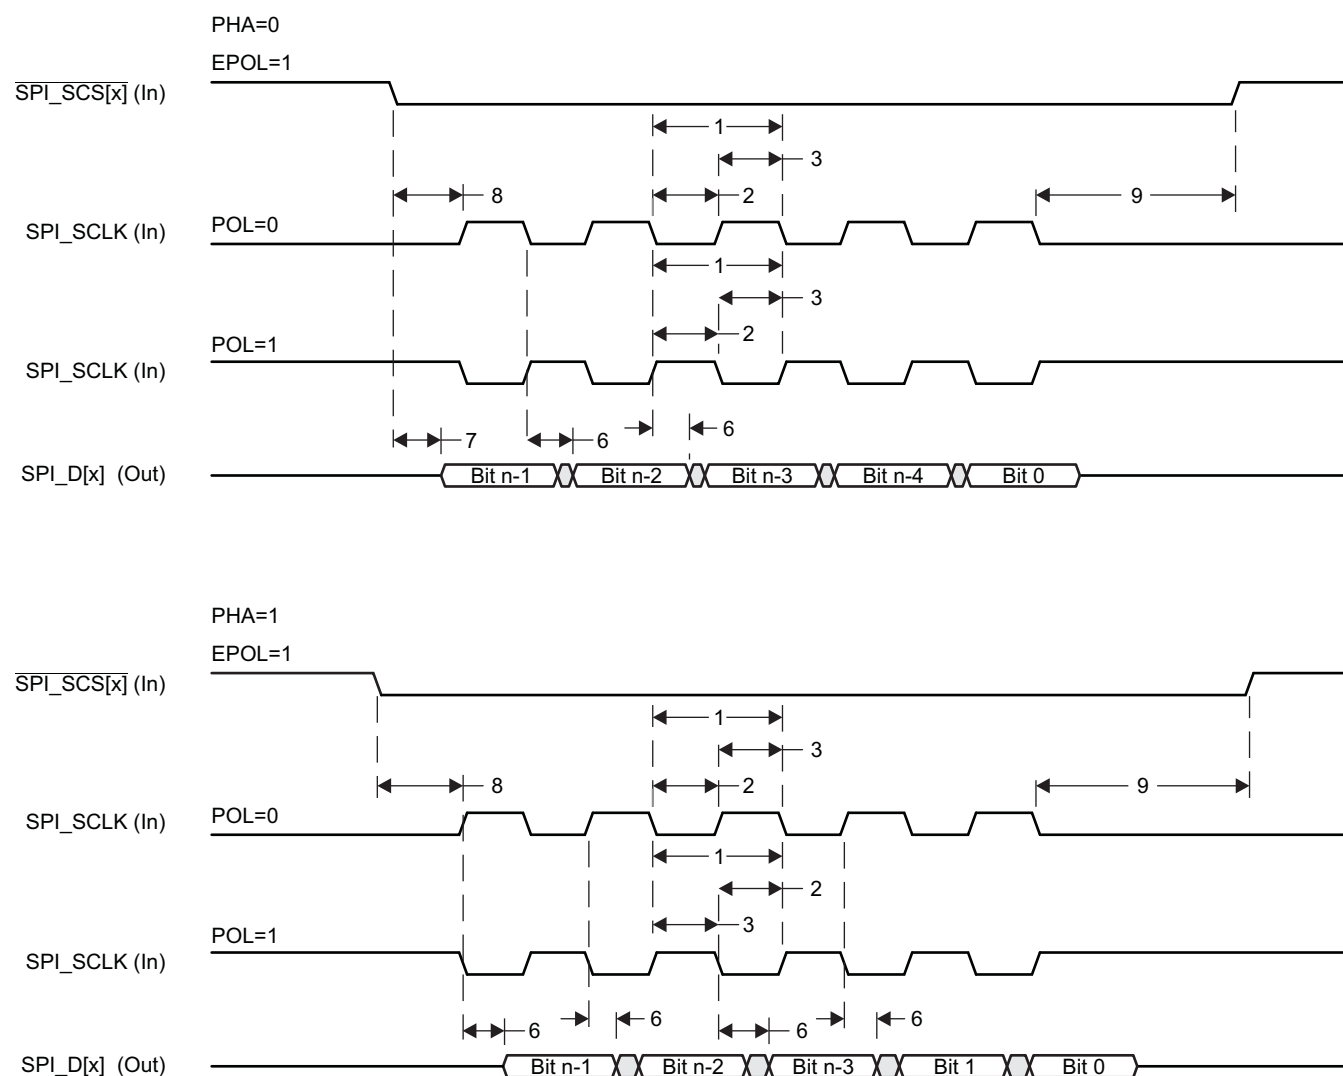 PHA=0
EPOL=1
SPI_SCS[x] (In)
1
3
8
2
9
POL=0
SPI_SCLK (In)
1
3
2
POL=1
SPI_SCLK (In)
7
6
6
SPI_D[x] (Out)
Bit n-1
Bit n-2
Bit n-3
Bit n-4
Bit 0
PHA=1
EPOL=1
SPI_SCS[x] (In)
1
3
8
2
9
POL=0
SPI_SCLK (In)
1
2
3
POL=1
SPI_SCLK (In)
6
6
6
6
SPI_D[x] (Out)
Bit n-1
Bit n-2
Bit n-3
Bit 1
Bit 0